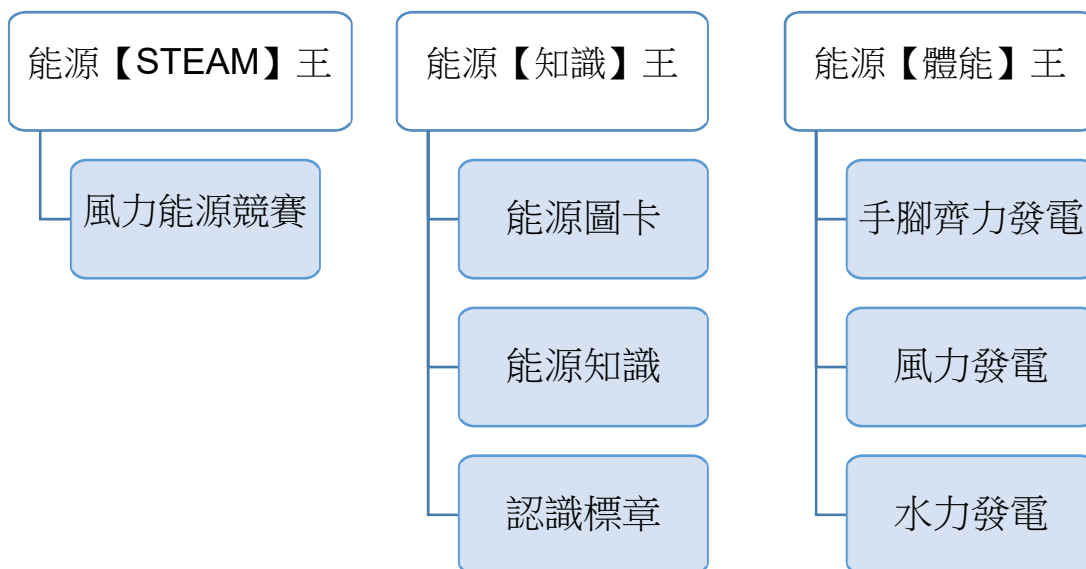 能源【STEAM】王
風力能源競賽
能源【知識】王
能源圖卡
能源知識
認識標章
能源【體能】王
手腳齊力發電
風力發電
水力發電